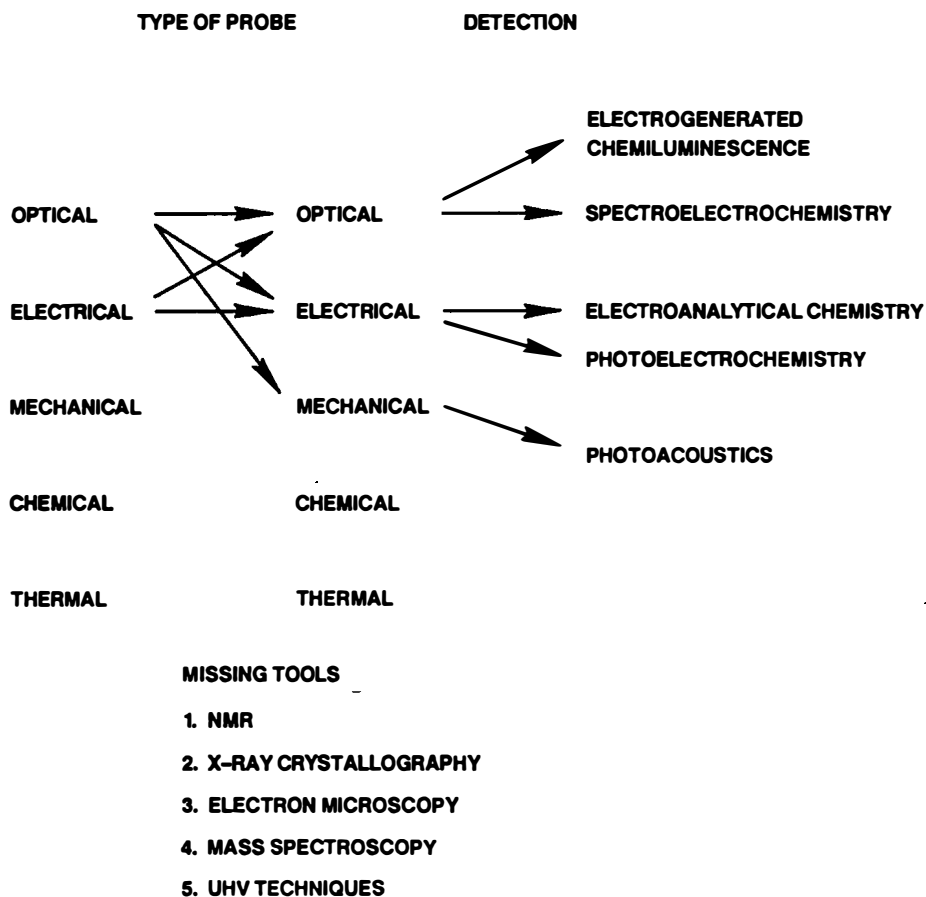 TYPE OF PROBE DETECTION
ELECTROGENERATED
CHEMILUMINESCENCE
OPTICAL OPTICAL SPECTROELECTROCHEMISTRY
ELECTRICAL ELECTRICAL ELECTROANALYTICAL CHEMISTRY
PHOTOELECTROCHEMISTRY
MECHANICAL MECHANICAL
PHOTOACOUSTICS
CHEMICAL CHEMICAL
THERMAL THERMAL
MISSING TOOLS
1. NMR
2. X-RAY CRYSTALLOGRAPHY
3. ELECTRON MICROSCOPY
4. MASS SPECTROSCOPY
5. UHV TECHNIQUES